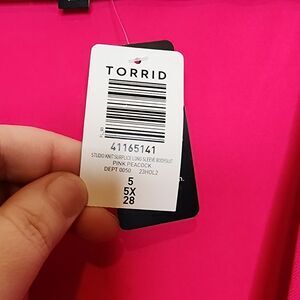 TORRID
41165141
STUDIO KNIT SURPLICE LONG SLEEVE BODYSUIT
PINK PEACOCK
DEPT 0050 23HOL2
5
5X
28